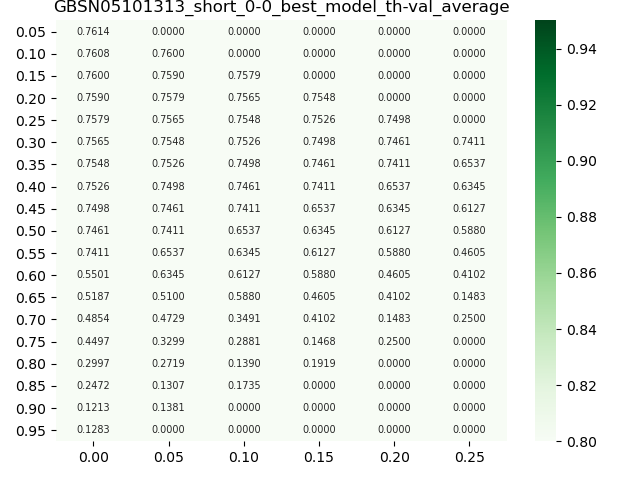 GBSN05101313_short_0-0_best_model_th-val_average
0.05 0.7614 0.0000 0.0000 0.0000 0.0000 0.0000
0.10 0.7608 0.7600 0.0000 0.0000 0.0000 0.0000
0.15 0.7600 0.7590 0.7579 0.0000 0.0000 0.0000
0.20 0.7590 0.7579 0.7565 0.7548 0.0000 0.0000
0.25 0.7579 0.7565 0.7548 0.7526 0.7498 0.0000
0.30 0.7565 0.7548 0.7526 0.7498 0.7461 0.7411
0.35 0.7548 0.7526 0.7498 0.7461 0.7411 0.6537
0.40 0.7526 0.7498 0.7461 0.7411 0.6537 0.6345
0.45 0.7498 0.7461 0.7411 0.6537 0.6345 0.6127
0.50 0.7461 0.7411 0.6537 0.6345 0.6127 0.5880
0.55 0.7411 0.6537 0.6345 0.6127 0.5880 0.4605
0.60 0.5501 0.6345 0.6127 0.5880 0.4605 0.4102
0.65 0.5187 0.5100 0.5880 0.4605 0.4102 0.1483
0.70 0.4854 0.4729 0.3491 0.4102 0.1483 0.2500
0.75 0.4497 0.3299 0.2881 0.1468 0.2500 0.0000
0.80 0.2997 0.2719 0.1390 0.1919 0.0000 0.0000
0.85 0.2472 0.1307 0.1735 0.0000 0.0000 0.0000
0.90 0.1213 0.1381 0.0000 0.0000 0.0000 0.0000
0.95 0.1283 0.0000 0.0000 0.0000 0.0000 0.0000
0.00 0.05 0.10 0.15 0.20 0.25
0.94
0.92
0.90
0.88
0.86
0.84
0.82
0.80